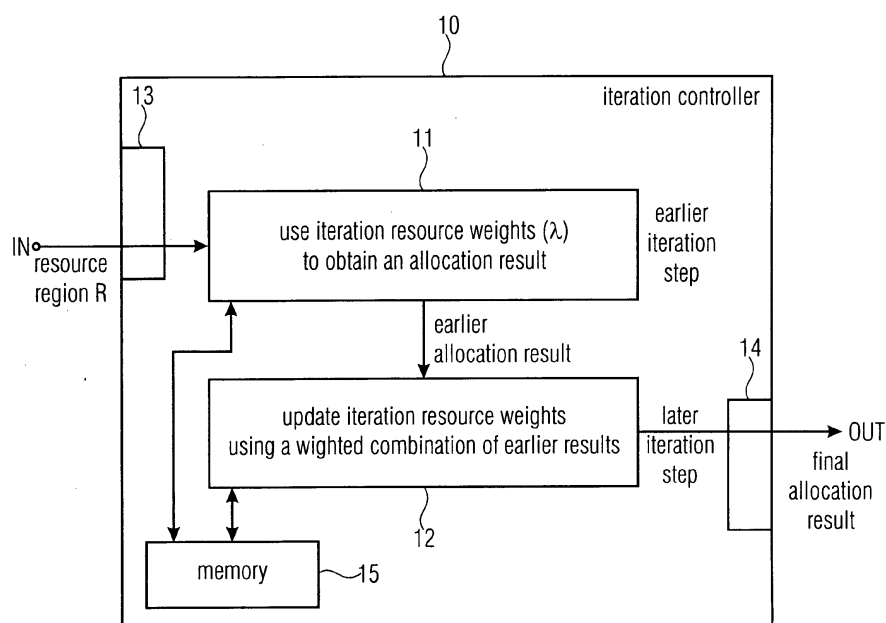 10
iteration controller
13
11
use iteration resource weights (λ)
to obtain an allocation result
earlier
iteration
step
IN
resource
region R
earlier
allocation result
14
update iteration resource weights
using a wighted combination of earlier results
later
iteration
step
OUT
final
allocation
result
12
memory
15